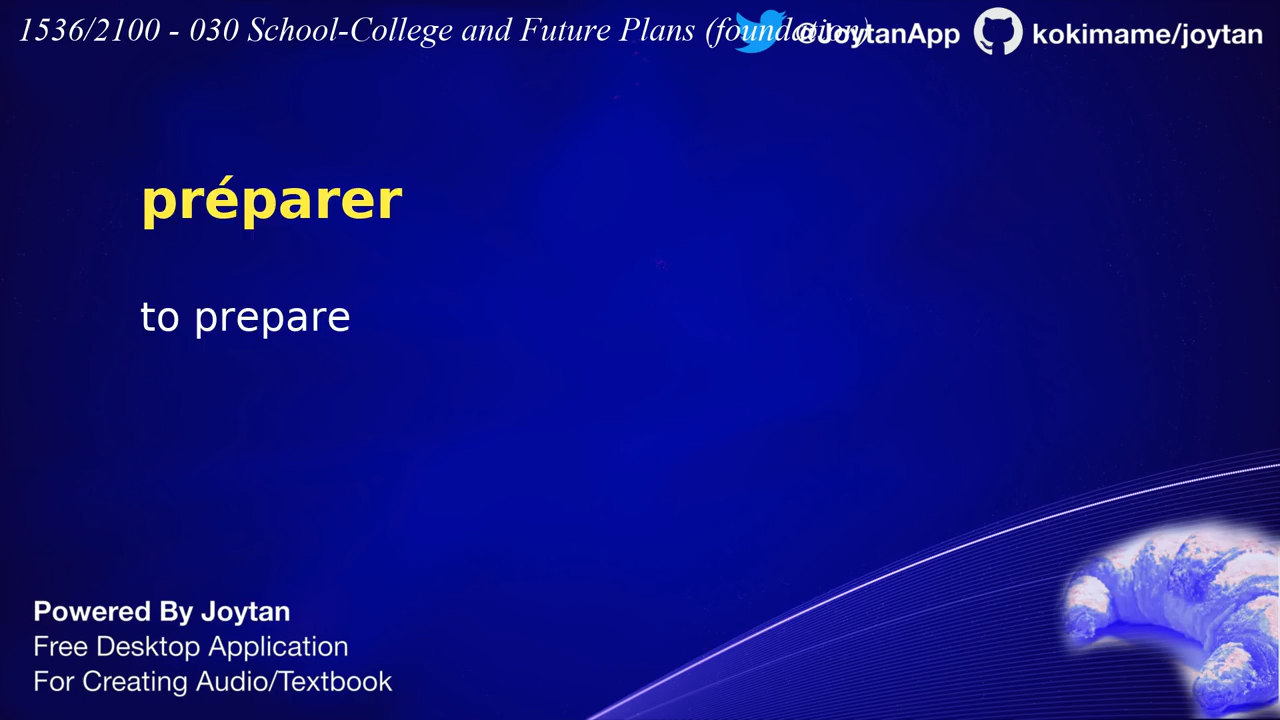 1536/2100 - 030 School-College and Future Plans (foundation)
@JoytanApp
kokimame/joytan
préparer
to prepare
Powered By Joytan
Free Desktop Application
For Creating Audio/Textbook